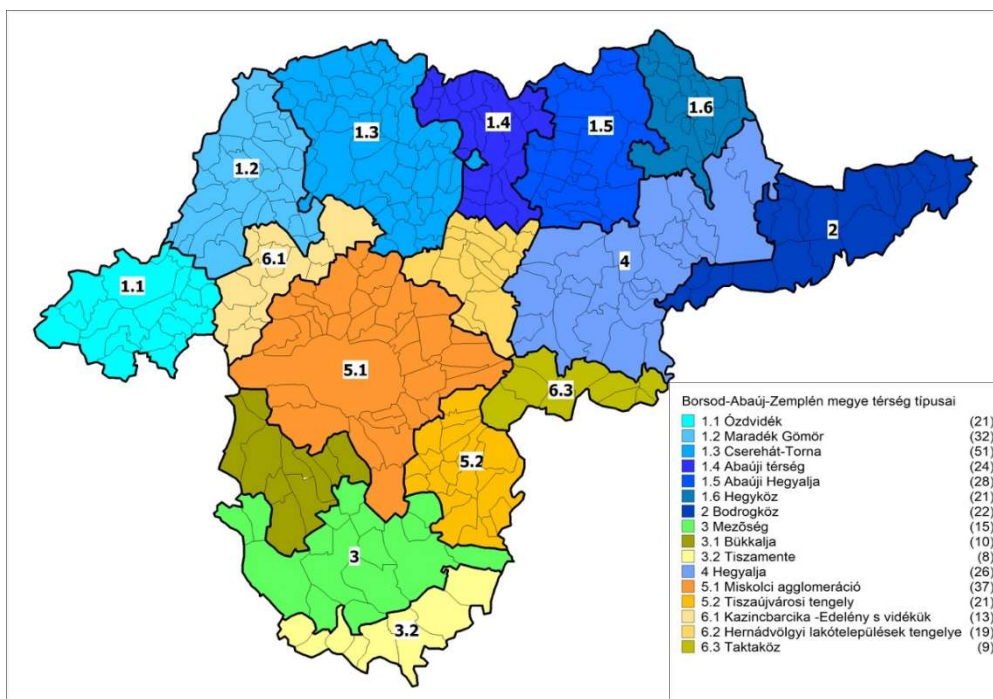 1.6
1.4
1.5
1.3
1.2
2
6.1
4
1.1
5.1
6.3
5.2
3
3.2
Borsod-Abaúj-Zemplén megye térség típusai
1.1 Ózdvidék (21)
1.2 Maradék Gömör (32)
1.3 Cserehát-Torna (51)
1.4 Abaúji térség (24)
1.5 Abaúji Hegyalja (28)
1.6 Hegyköz (21)
2 Bodrogköz (22)
3 Mezõség (15)
3.1 Bükkalja (10)
3.2 Tiszamente (8)
4 Hegyalja (26)
5.1 Miskolci agglomeráció (37)
5.2 Tiszaújvárosi tengely (21)
6.1 Kazincbarcika -Edelény s vidékük (13)
6.2 Hernádvölgyi lakótelepülések tengelye (19)
6.3 Taktaköz (9)